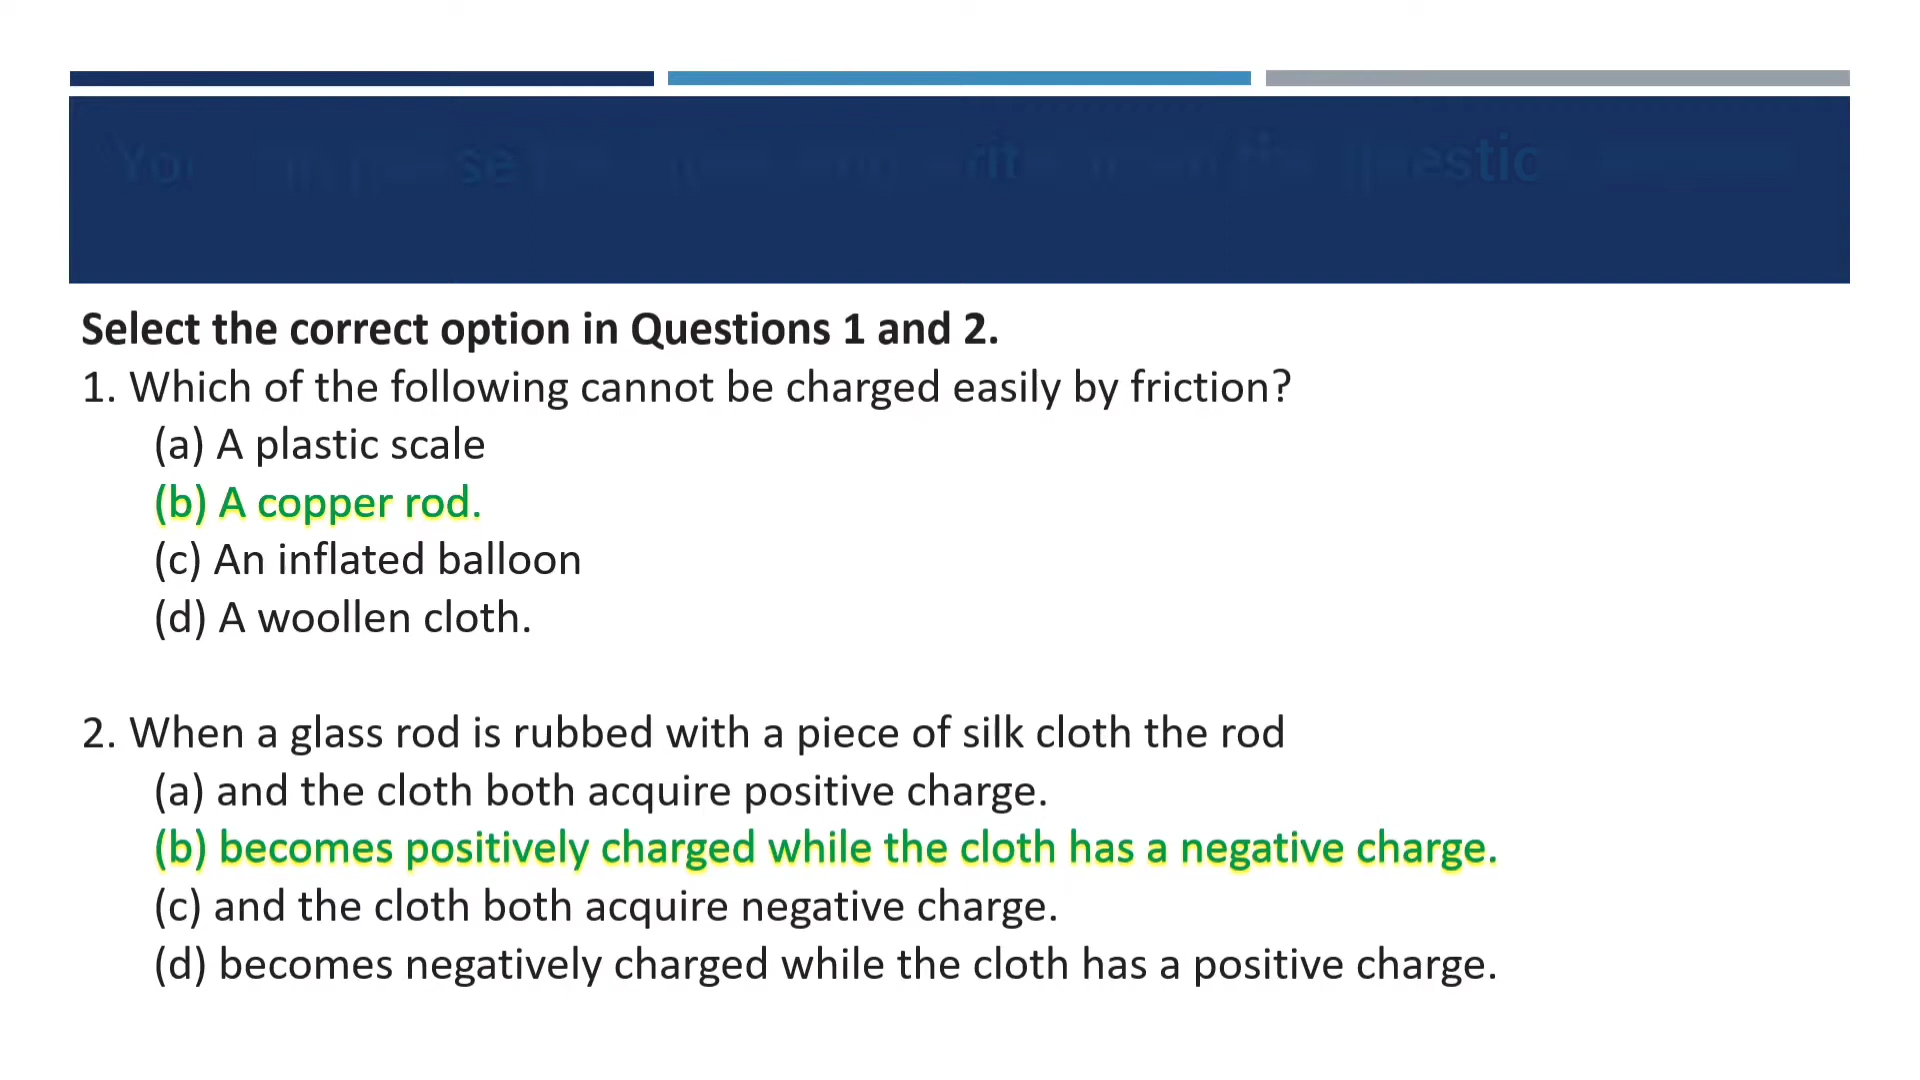 Select the correct option in Questions 1 and 2.
1. Which of the following cannot be charged easily by friction?
(a) A plastic scale
(b) A copper rod.
(c) An inflated balloon
(d) A woollen cloth.
2. When a glass rod is rubbed with a piece of silk cloth the rod
(a) and the cloth both acquire positive charge.
(b) becomes positively charged while the cloth has a negative charge.
(c) and the cloth both acquire negative charge.
(d) becomes negatively charged while the cloth has a positive charge.